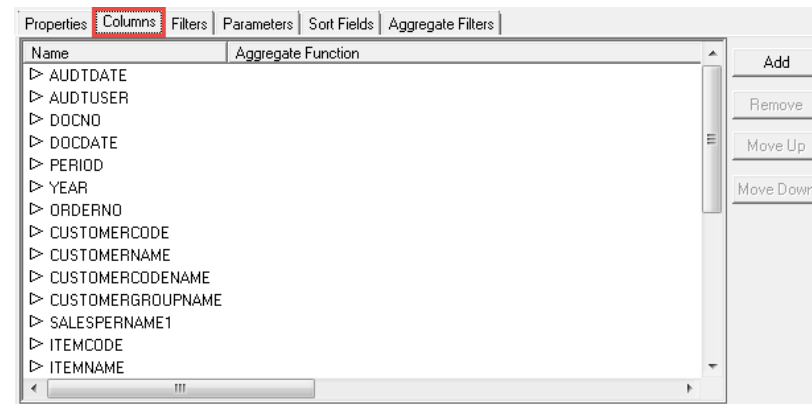 Properties Columns Filters Parameters Sort Fields Aggregate Filters
Name Aggregate Function
AUDTDATE
AUDTUSER
DOCNO
DOCDATE
PERIOD
YEAR
ORDERNO
CUSTOMERCODE
CUSTOMERNAME
CUSTOMERCODENAME
CUSTOMERGROUPNAME
SALESPERNAME1
ITEMCODE
ITEMNAME
Add
Remove
Move Up
Move Down